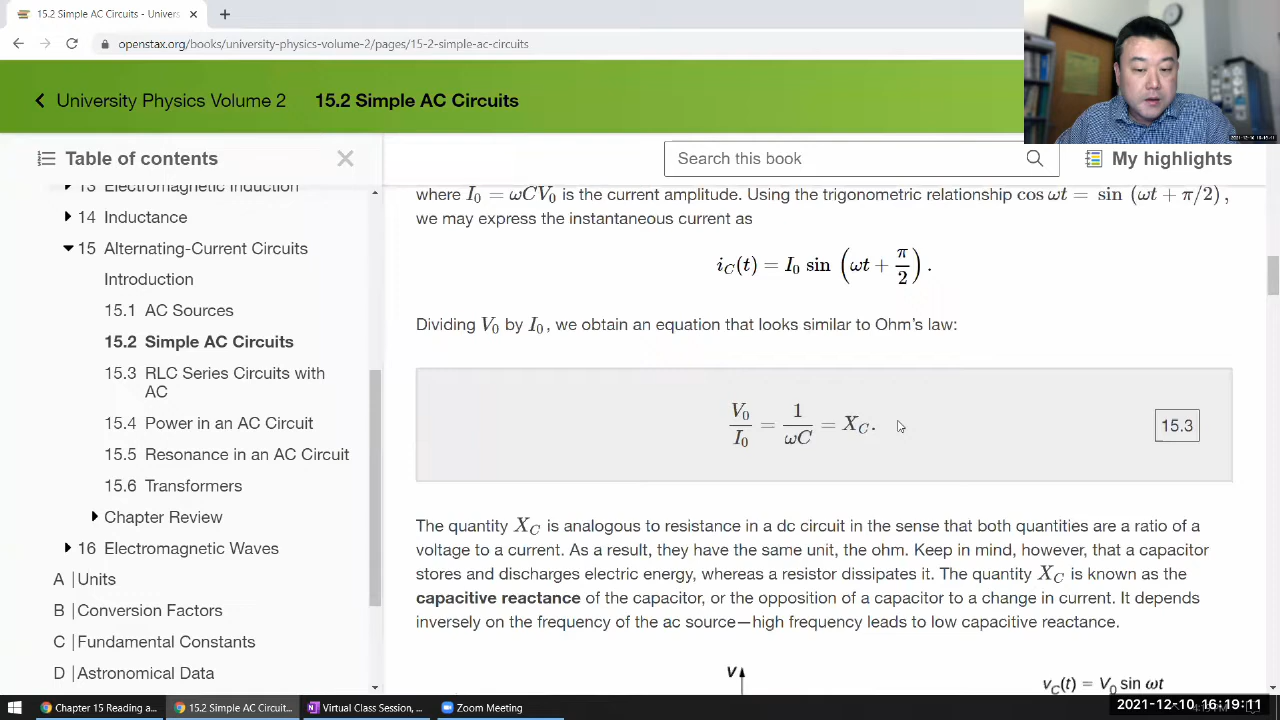 15.2 Simple AC Circuits - Univers
openstax.org/books/university-physics-volume-2/pages/15-2-simple-ac-circuits
University Physics Volume 2 15.2 Simple AC Circuits
Table of contents
Search this book
My highlights
13 Electromagnetic Induction
14 Inductance
15 Alternating-Current Circuits
Introduction
15.1 AC Sources
15.2 Simple AC Circuits
15.3 RLC Series Circuits with
AC
15.4 Power in an AC Circuit
15.5 Resonance in an AC Circuit
15.6 Transformers
Chapter Review
16 Electromagnetic Waves
A | Units
B | Conversion Factors
C | Fundamental Constants
D | Astronomical Data
where I₀ = ωCV₀ is the current amplitude. Using the trigonometric relationship cos ωt = sin (ωt + π/2),
we may express the instantaneous current as
i_C(t) = I₀ sin (ωt + π/2).
Dividing V₀ by I₀, we obtain an equation that looks similar to Ohm's law:
V₀/I₀ = 1/ωC = X_C.
15.3
The quantity X_C is analogous to resistance in a dc circuit in the sense that both quantities are a ratio of a
voltage to a current. As a result, they have the same unit, the ohm. Keep in mind, however, that a capacitor
stores and discharges electric energy, whereas a resistor dissipates it. The quantity X_C is known as the
capacitive reactance of the capacitor, or the opposition of a capacitor to a change in current. It depends
inversely on the frequency of the ac source—high frequency leads to low capacitive reactance.
V
v_C(t) = V₀ sin ωt
Chapter 15 Reading a...
15.2 Simple AC Circuit...
Virtual Class Session, ...
Zoom Meeting
2021-12-10 16:19:11